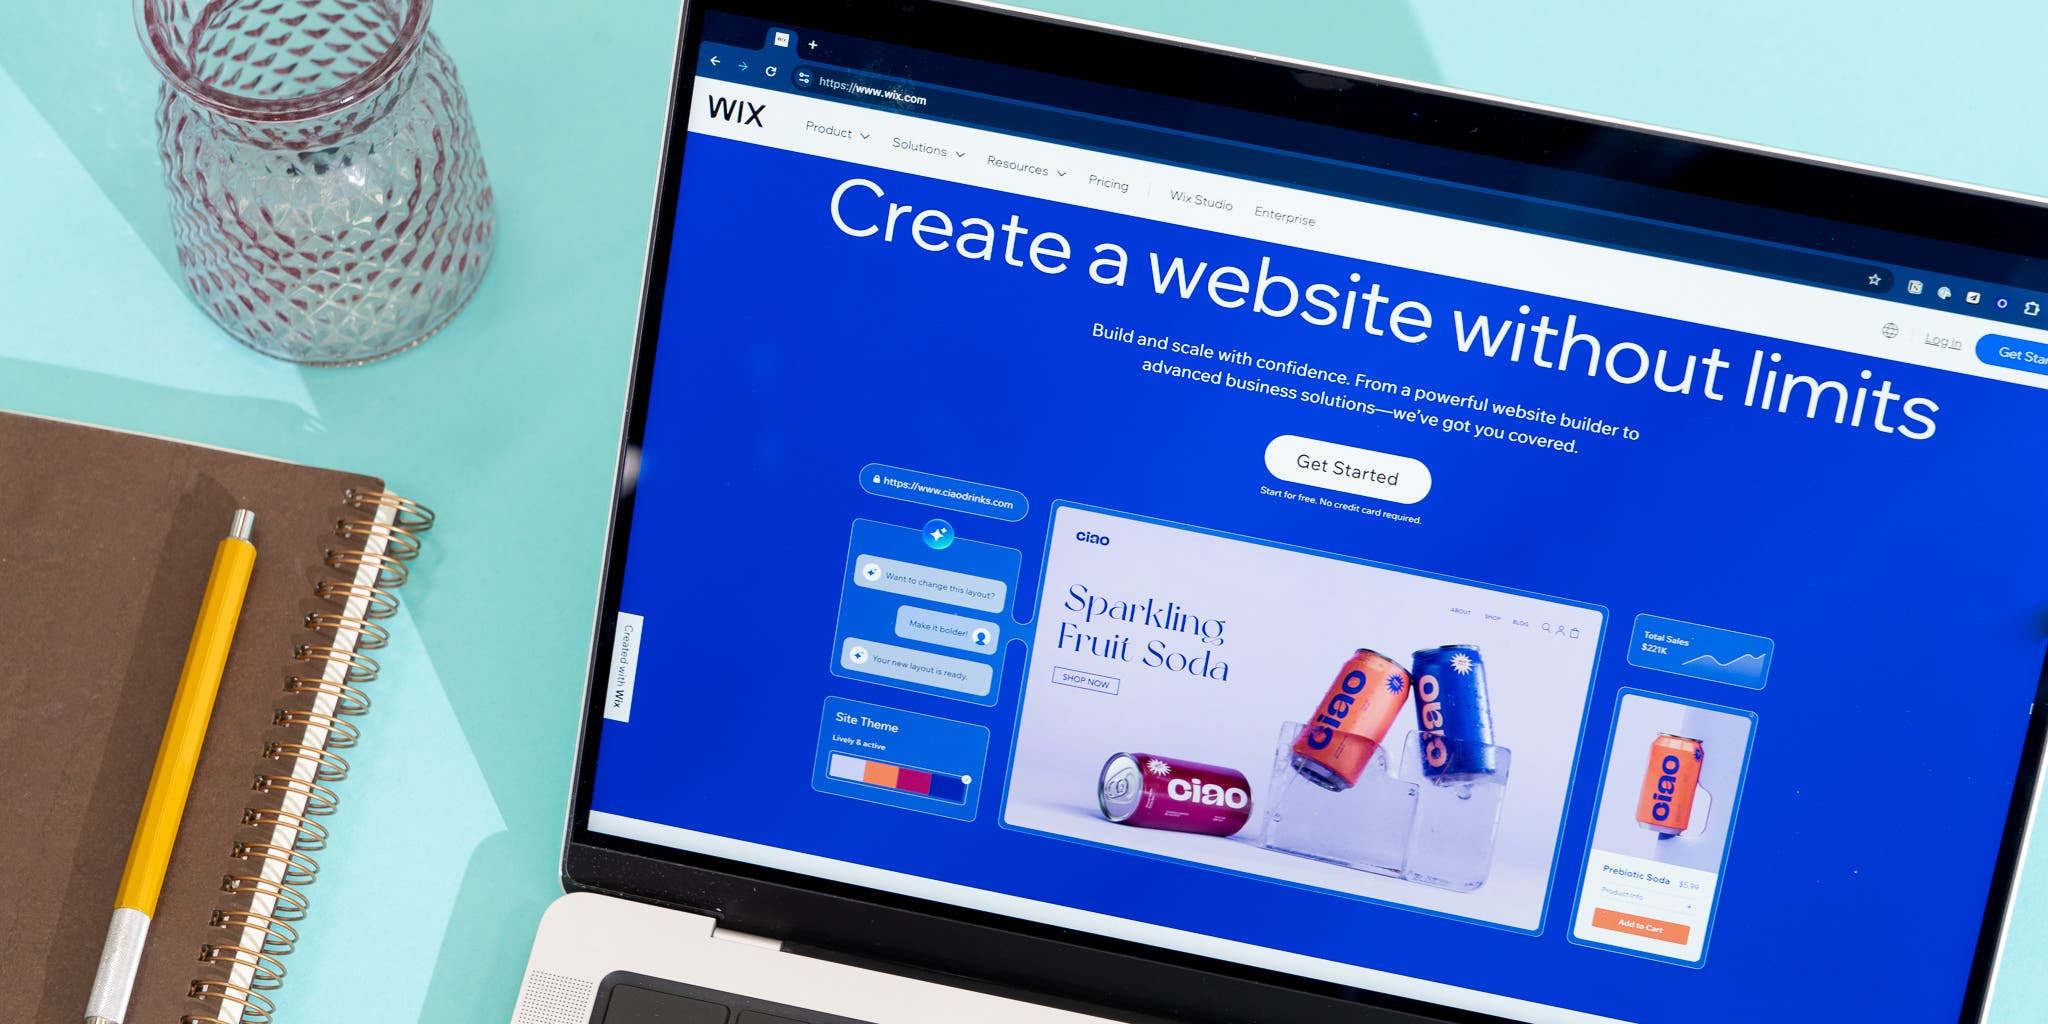 WIX
https://www.wix.com
WIX
Product
Solutions
Resources
Pricing
Wix Studio
Enterprise
Log In
Get Star
Create a website without limits
Build and scale with confidence. From a powerful website builder to
advanced business solutions—we've got you covered.
Get Started
Start for free. No credit card required.
https://www.ciaodrinks.com
Want to change this layout?
Make it bolder!
Your new layout is ready.
Site Theme
Lively & active
Created with Wix
ciao
ABOUT SHOP BLOG
Sparkling
Fruit Soda
SHOP NOW
ciao
ciao
ciao
Total Sales
$221K
ciao
Prebiotic Soda $5.99
Product Info
Add to Cart